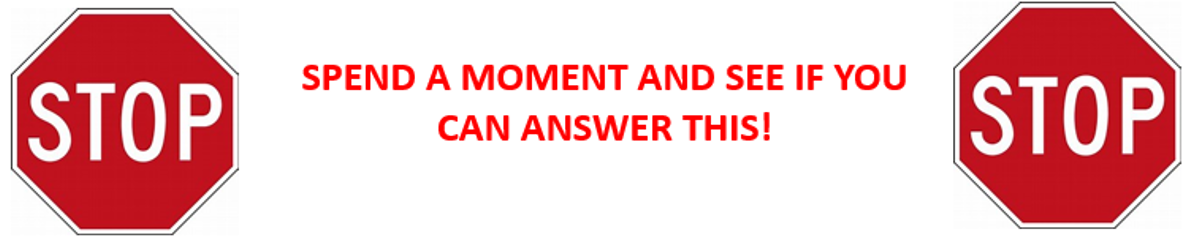 STOP
SPEND A MOMENT AND SEE IF YOU
CAN ANSWER THIS!
STOP